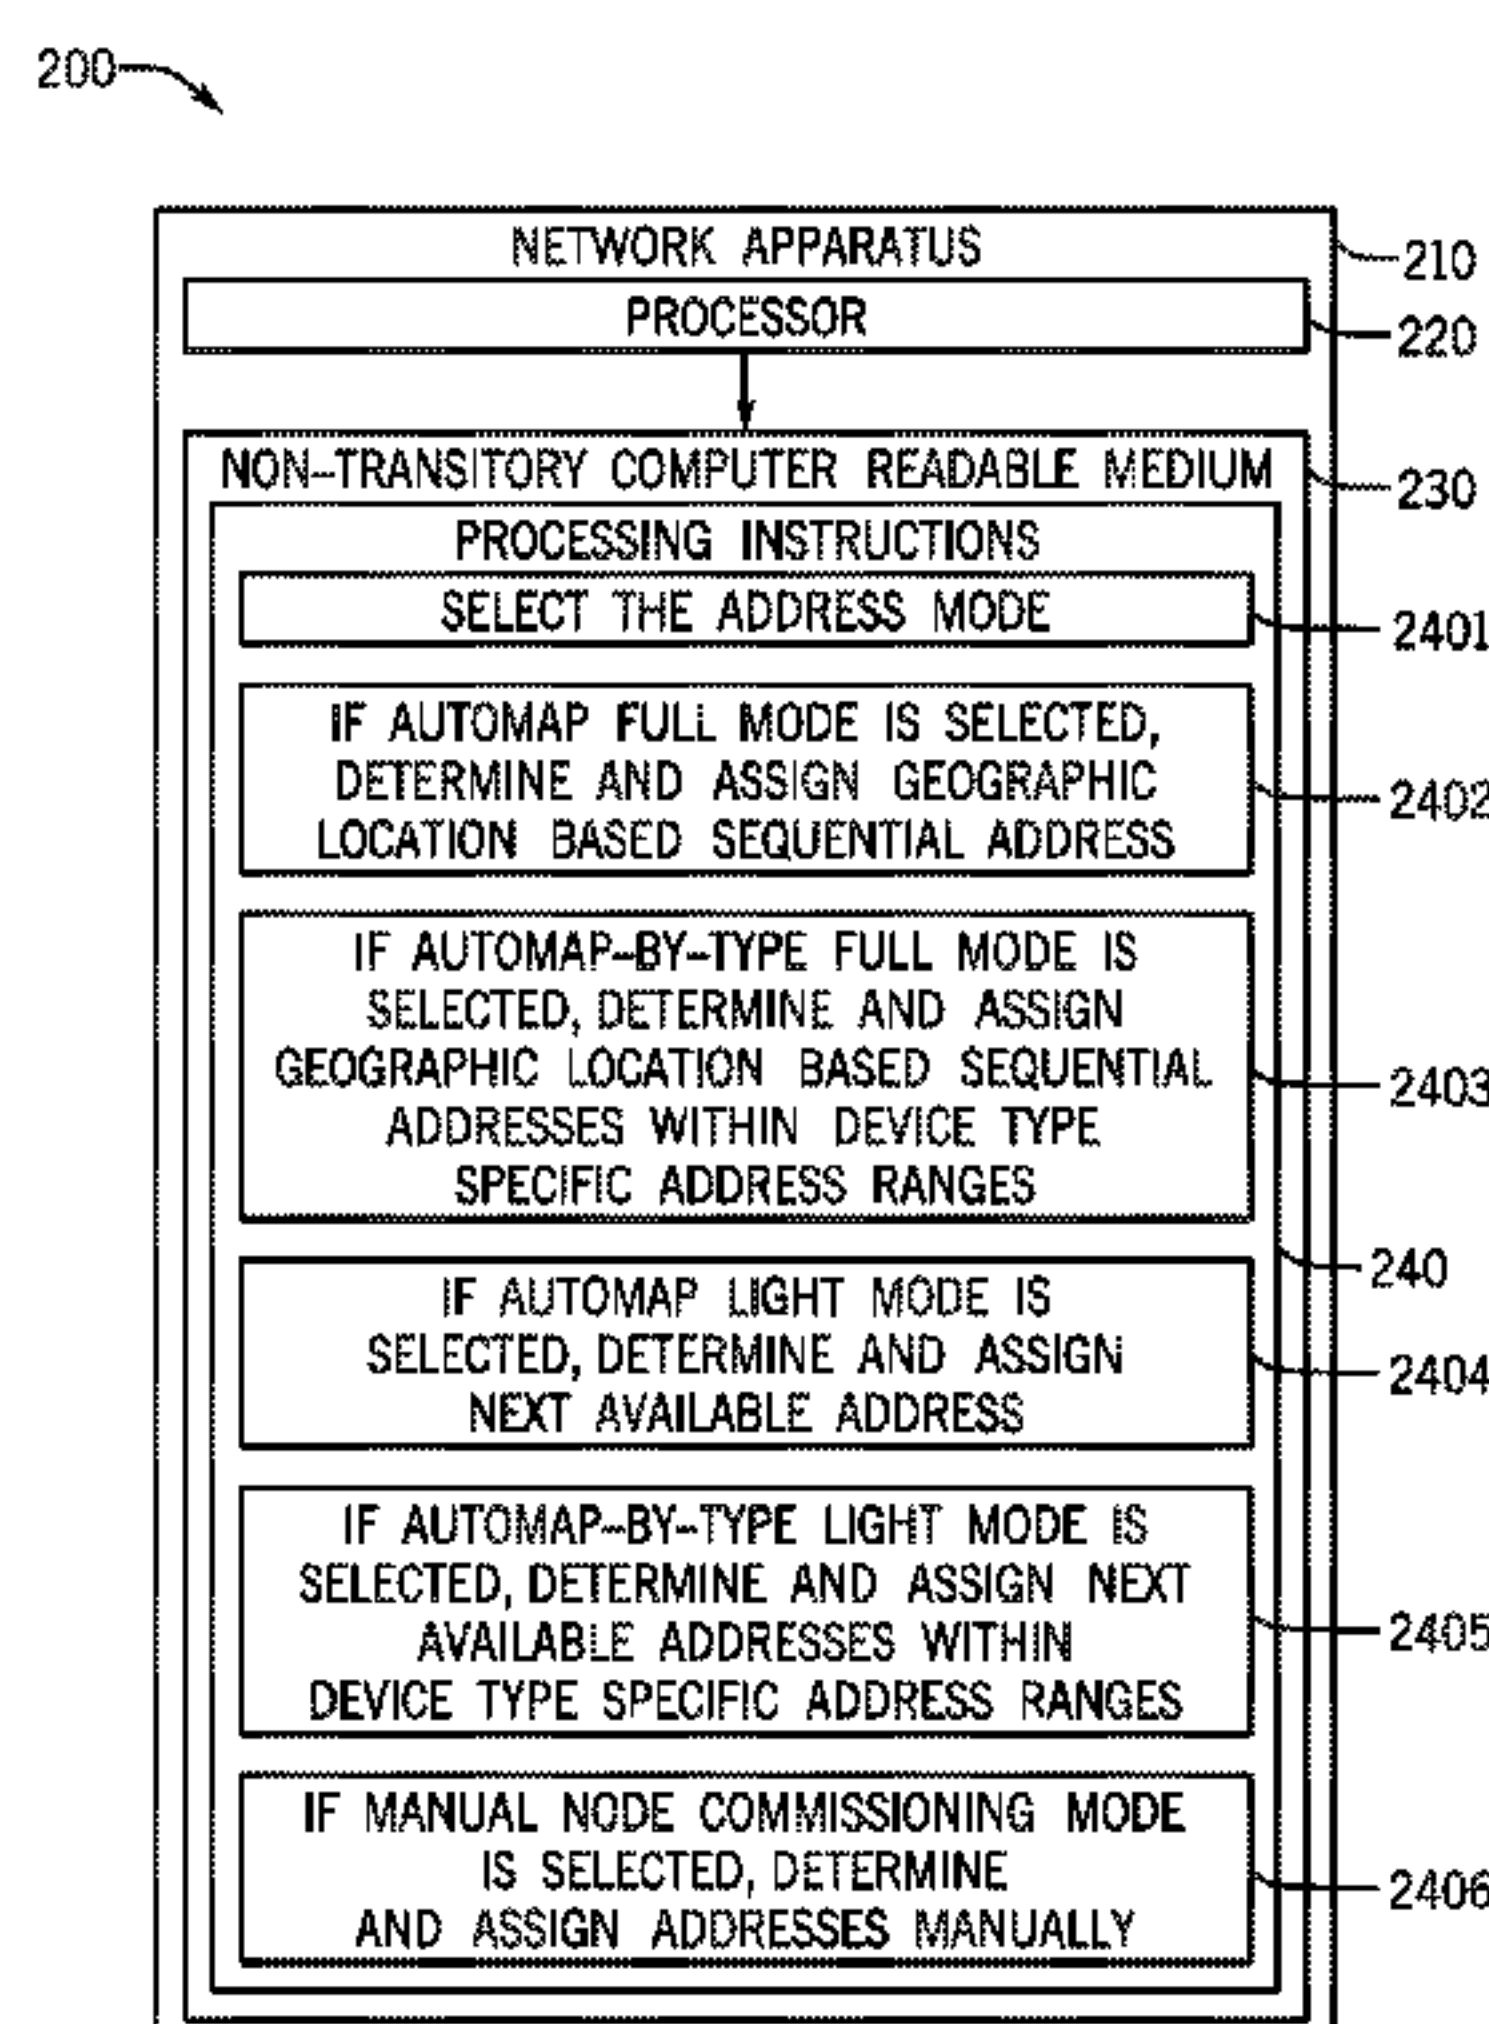 200
NETWORK APPARATUS
210
PROCESSOR
220
NON-TRANSITORY COMPUTER READABLE MEDIUM
230
PROCESSING INSTRUCTIONS
SELECT THE ADDRESS MODE
2401
IF AUTOMAP FULL MODE IS SELECTED,
DETERMINE AND ASSIGN GEOGRAPHIC
LOCATION BASED SEQUENTIAL ADDRESS
2402
IF AUTOMAP-BY-TYPE FULL MODE IS
SELECTED, DETERMINE AND ASSIGN
GEOGRAPHIC LOCATION BASED SEQUENTIAL
ADDRESSES WITHIN DEVICE TYPE
SPECIFIC ADDRESS RANGES
2403
240
IF AUTOMAP LIGHT MODE IS
SELECTED, DETERMINE AND ASSIGN
NEXT AVAILABLE ADDRESS
2404
IF AUTOMAP-BY-TYPE LIGHT MODE IS
SELECTED, DETERMINE AND ASSIGN NEXT
AVAILABLE ADDRESSES WITHIN
DEVICE TYPE SPECIFIC ADDRESS RANGES
2405
IF MANUAL NODE COMMISSIONING MODE
IS SELECTED, DETERMINE
AND ASSIGN ADDRESSES MANUALLY
2406